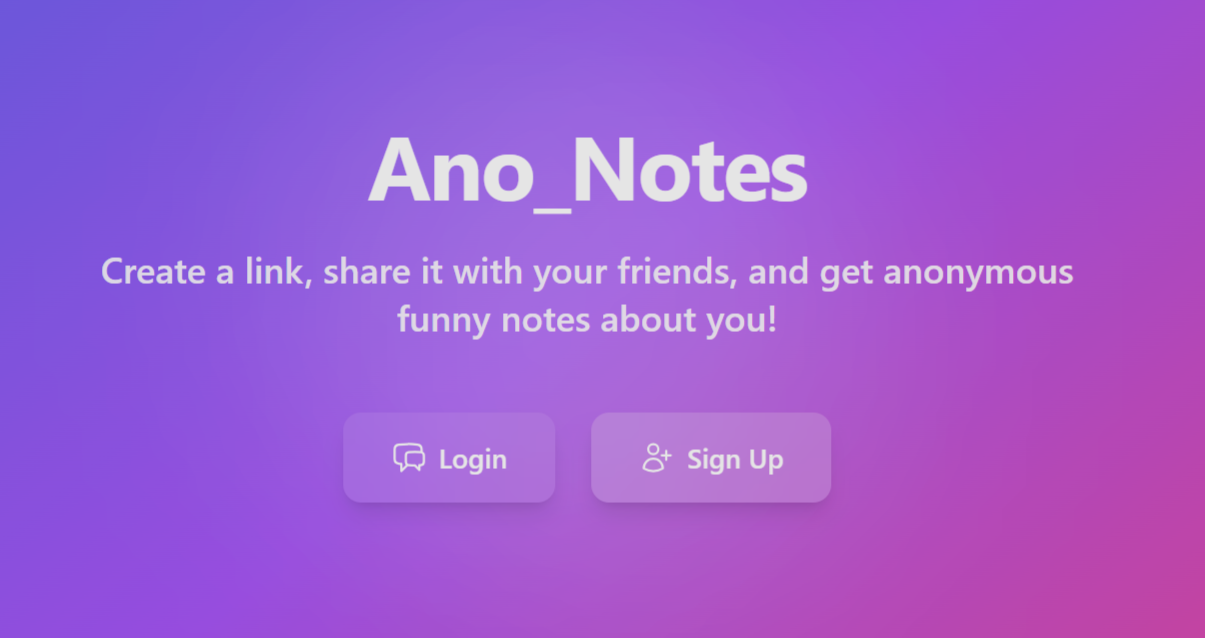 Ano_Notes
Create a link, share it with your friends, and get anonymous
funny notes about you!
Login
Sign Up